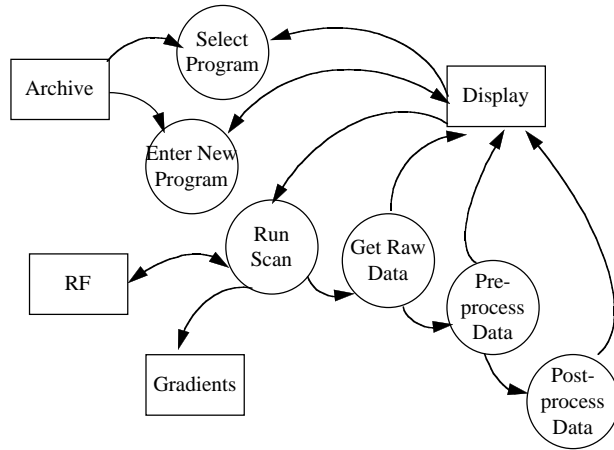 Select
Program
Archive
Display
Enter New
Program
Run
Scan
Get Raw
Data
RF
Pre-
process
Data
Gradients
Post-
process
Data